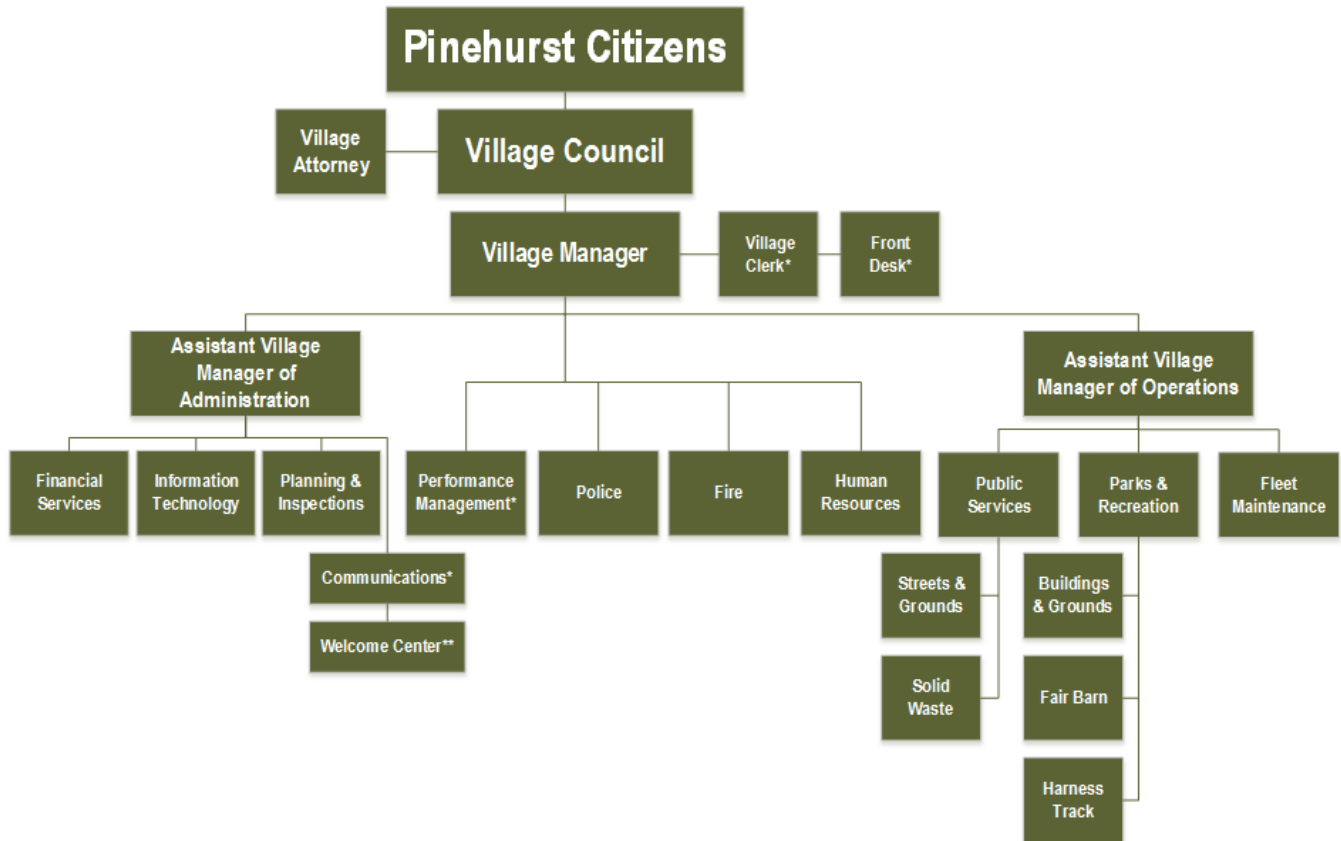 Pinehurst Citizens
Village
Attorney
Village Council
Village Manager
Village
Clerk*
Front
Desk*
Assistant Village
Manager of
Administration
Assistant Village
Manager of Operations
Financial
Services
Information
Technology
Planning &
Inspections
Performance
Management*
Police
Fire
Human
Resources
Public
Services
Parks &
Recreation
Fleet
Maintenance
Communications*
Welcome Center**
Streets &
Grounds
Buildings
& Grounds
Solid
Waste
Fair Barn
Harness
Track